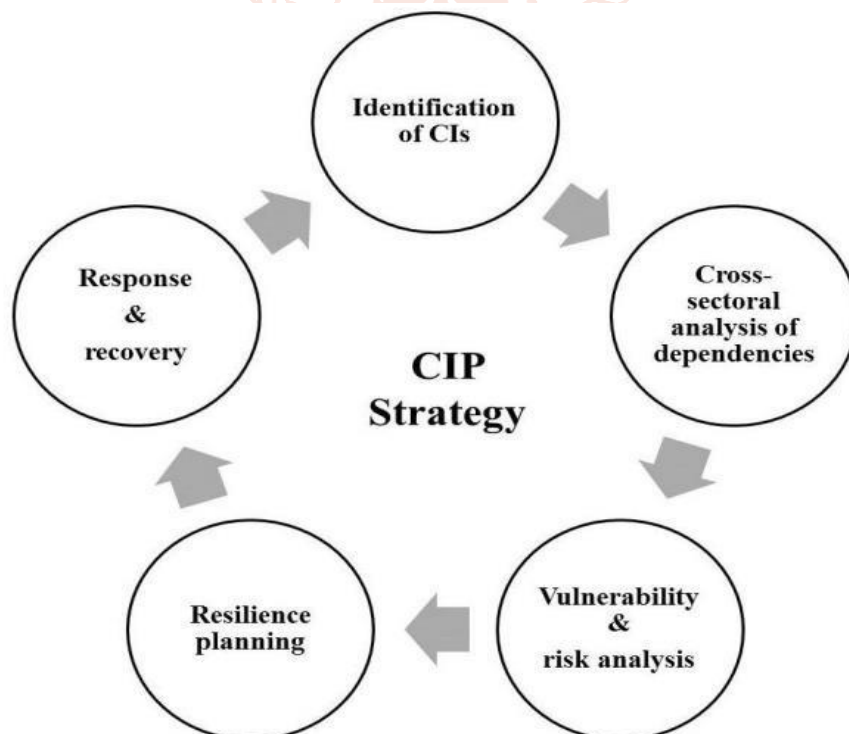 Identification
of CIs
Cross-
sectoral
analysis of
dependencies
Vulnerability
&
risk analysis
Resilience
planning
Response
&
recovery
CIP
Strategy